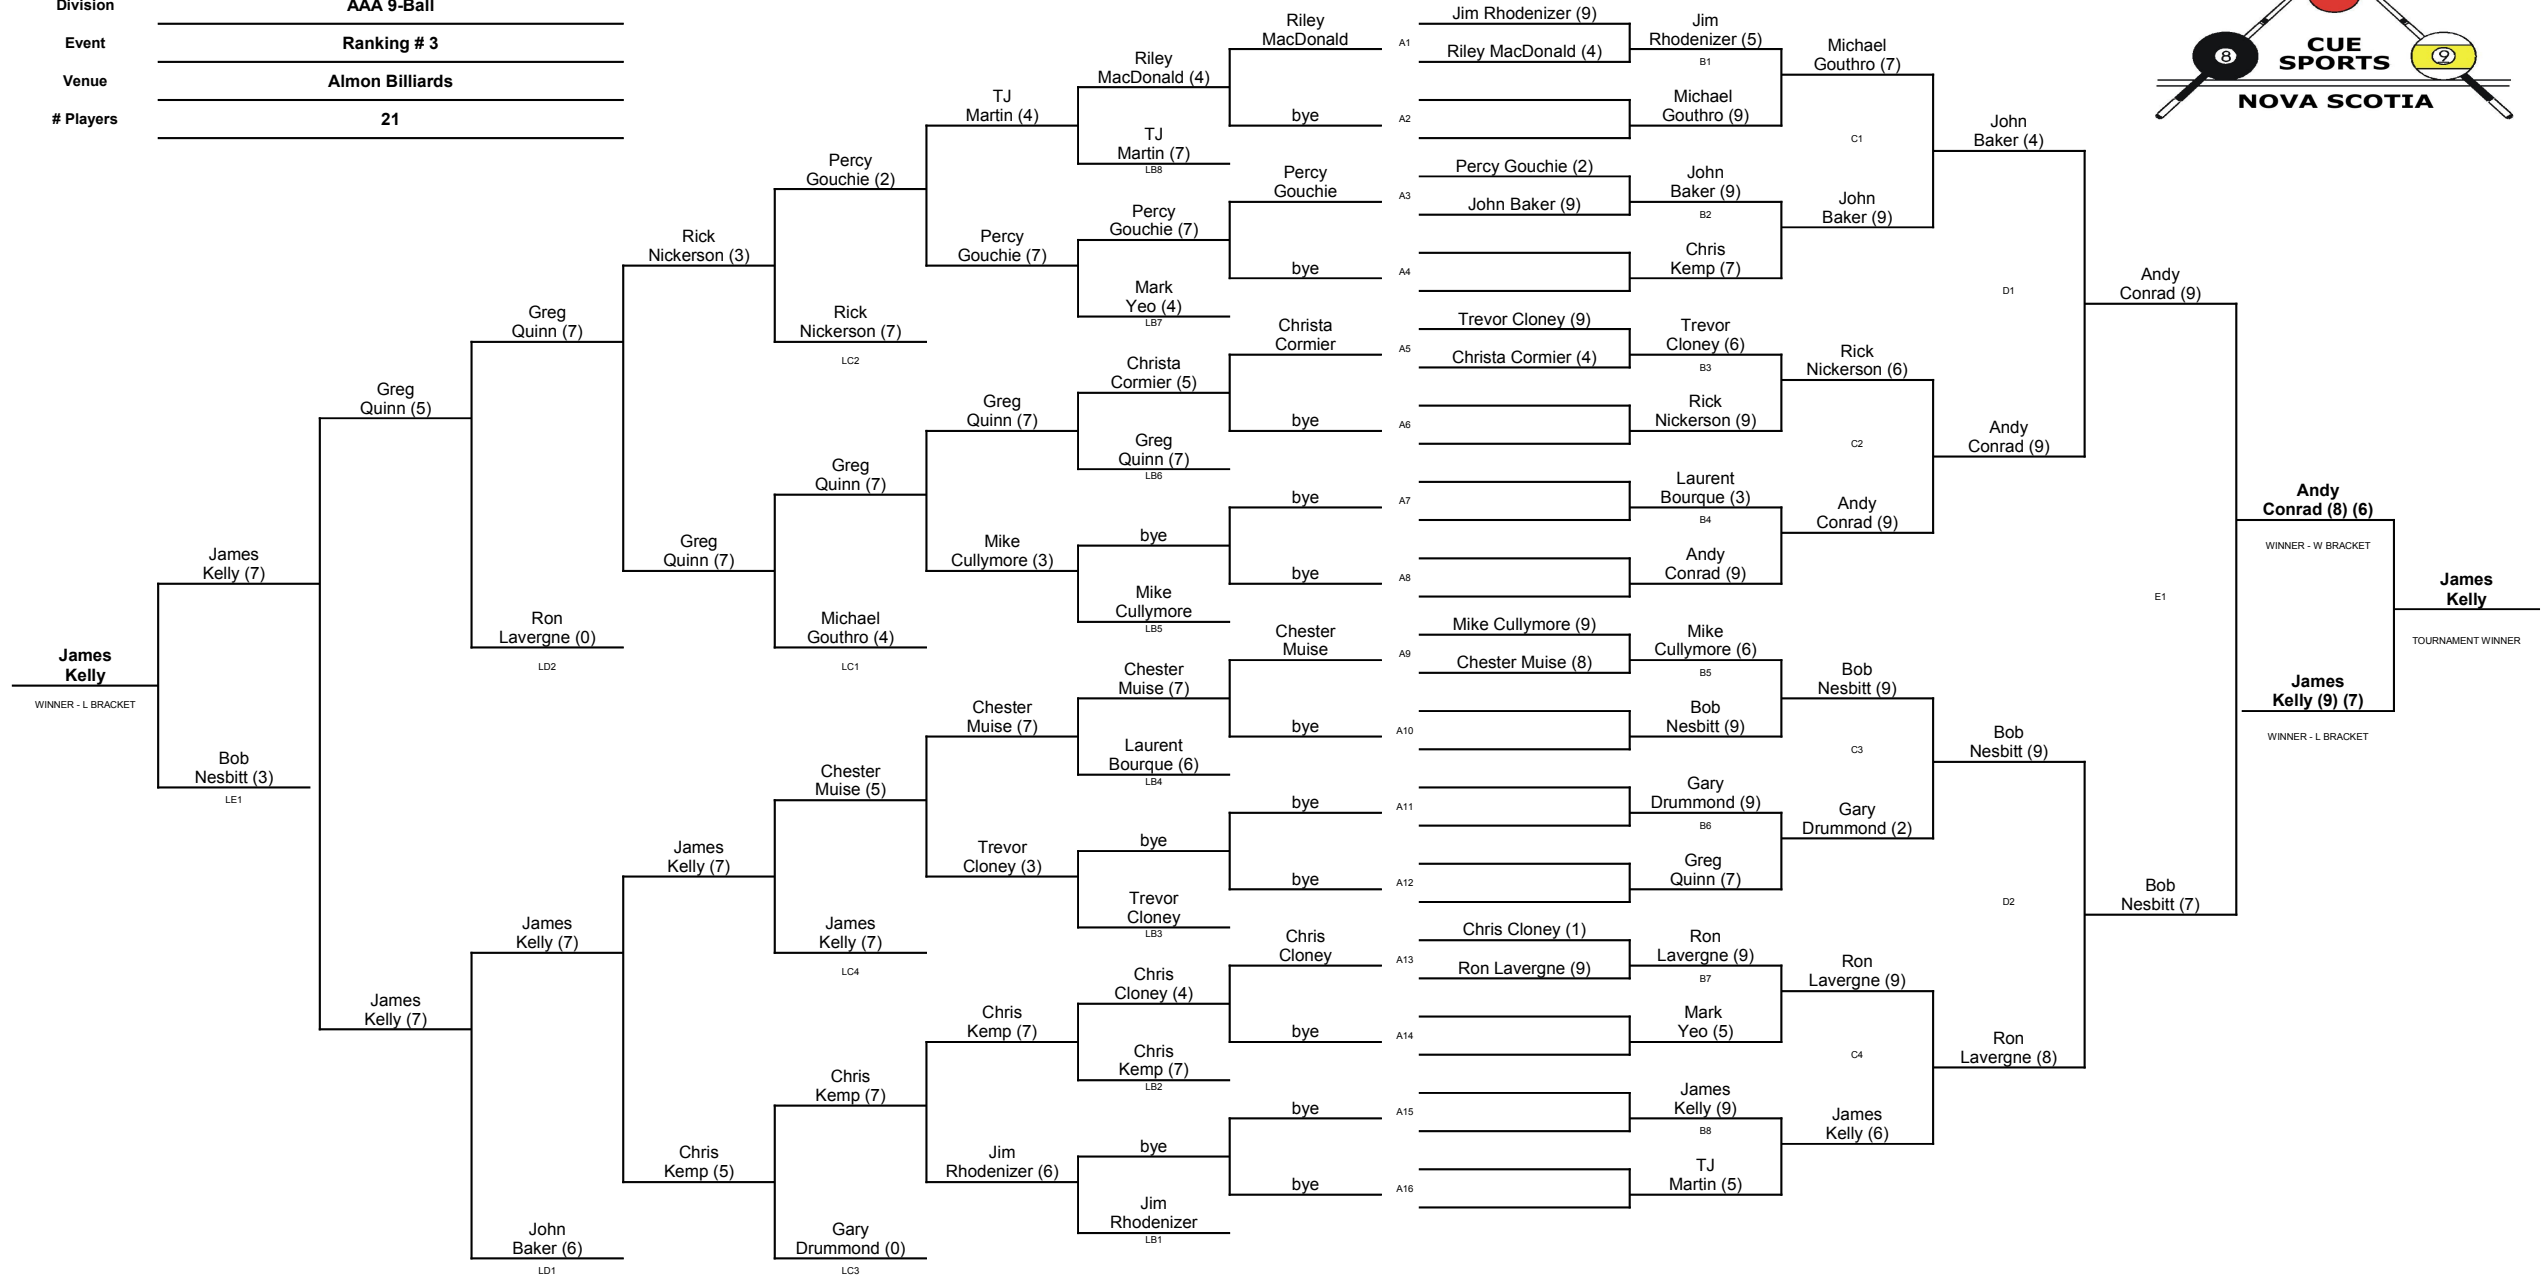 Division AAA 9-Ball
Event Ranking # 3
Venue Almon Billiards
# Players 21
8
9
CUE
SPORTS
NOVA SCOTIA
James
Kelly
WINNER - L BRACKET
James
Kelly (7)
Bob
Nesbitt (3)
LE1
Greg
Quinn (5)
James
Kelly (7)
Greg
Quinn (7)
Ron
Lavergne (0)
LD2
James
Kelly (7)
John
Baker (6)
LD1
Rick
Nickerson (3)
Greg
Quinn (7)
James
Kelly (7)
Chris
Kemp (5)
Percy
Gouchie (2)
Rick
Nickerson (7)
LC2
Greg
Quinn (7)
Michael
Gouthro (4)
LC1
Chester
Muise (5)
James
Kelly (7)
LC4
Chris
Kemp (7)
Gary
Drummond (0)
LC3
TJ
Martin (4)
Percy
Gouchie (7)
Greg
Quinn (7)
Mike
Cullymore (3)
Chester
Muise (7)
Trevor
Cloney (3)
Chris
Kemp (7)
Jim
Rhodenizer (6)
Riley
MacDonald (4)
TJ
Martin (7)
LB8
Percy
Gouchie (7)
Mark
Yeo (4)
LB7
Christa
Cormier (5)
Greg
Quinn (7)
LB6
bye
Mike
Cullymore
LB5
Chester
Muise (7)
Laurent
Bourque (6)
LB4
bye
Trevor
Cloney
LB3
Chris
Cloney (4)
Chris
Kemp (7)
LB2
bye
Jim
Rhodenizer
LB1
Riley
MacDonald
bye
Percy
Gouchie
bye
Christa
Cormier
bye
bye
bye
Chester
Muise
bye
bye
bye
Chris
Cloney
bye
bye
bye
A1
A2
A3
A4
A5
A6
A7
A8
A9
A10
A11
A12
A13
A14
A15
A16
Jim Rhodenizer (9)
Riley MacDonald (4)
Percy Gouchie (2)
John Baker (9)
Trevor Cloney (9)
Christa Cormier (4)
Mike Cullymore (9)
Chester Muise (8)
Chris Cloney (1)
Ron Lavergne (9)
Jim
Rhodenizer (5)
B1
Michael
Gouthro (9)
John
Baker (9)
B2
Chris
Kemp (7)
Trevor
Cloney (6)
B3
Rick
Nickerson (9)
Laurent
Bourque (3)
B4
Andy
Conrad (9)
Mike
Cullymore (6)
B5
Bob
Nesbitt (9)
Gary
Drummond (9)
B6
Greg
Quinn (7)
Ron
Lavergne (9)
B7
Mark
Yeo (5)
James
Kelly (9)
B8
TJ
Martin (5)
Michael
Gouthro (7)
C1
John
Baker (9)
Rick
Nickerson (6)
C2
Andy
Conrad (9)
Bob
Nesbitt (9)
C3
Gary
Drummond (2)
Ron
Lavergne (9)
C4
James
Kelly (6)
John
Baker (4)
D1
Andy
Conrad (9)
Bob
Nesbitt (9)
D2
Ron
Lavergne (8)
Andy
Conrad (9)
E1
Bob
Nesbitt (7)
Andy
Conrad (8) (6)
WINNER - W BRACKET
James
Kelly (9) (7)
WINNER - L BRACKET
James
Kelly
TOURNAMENT WINNER